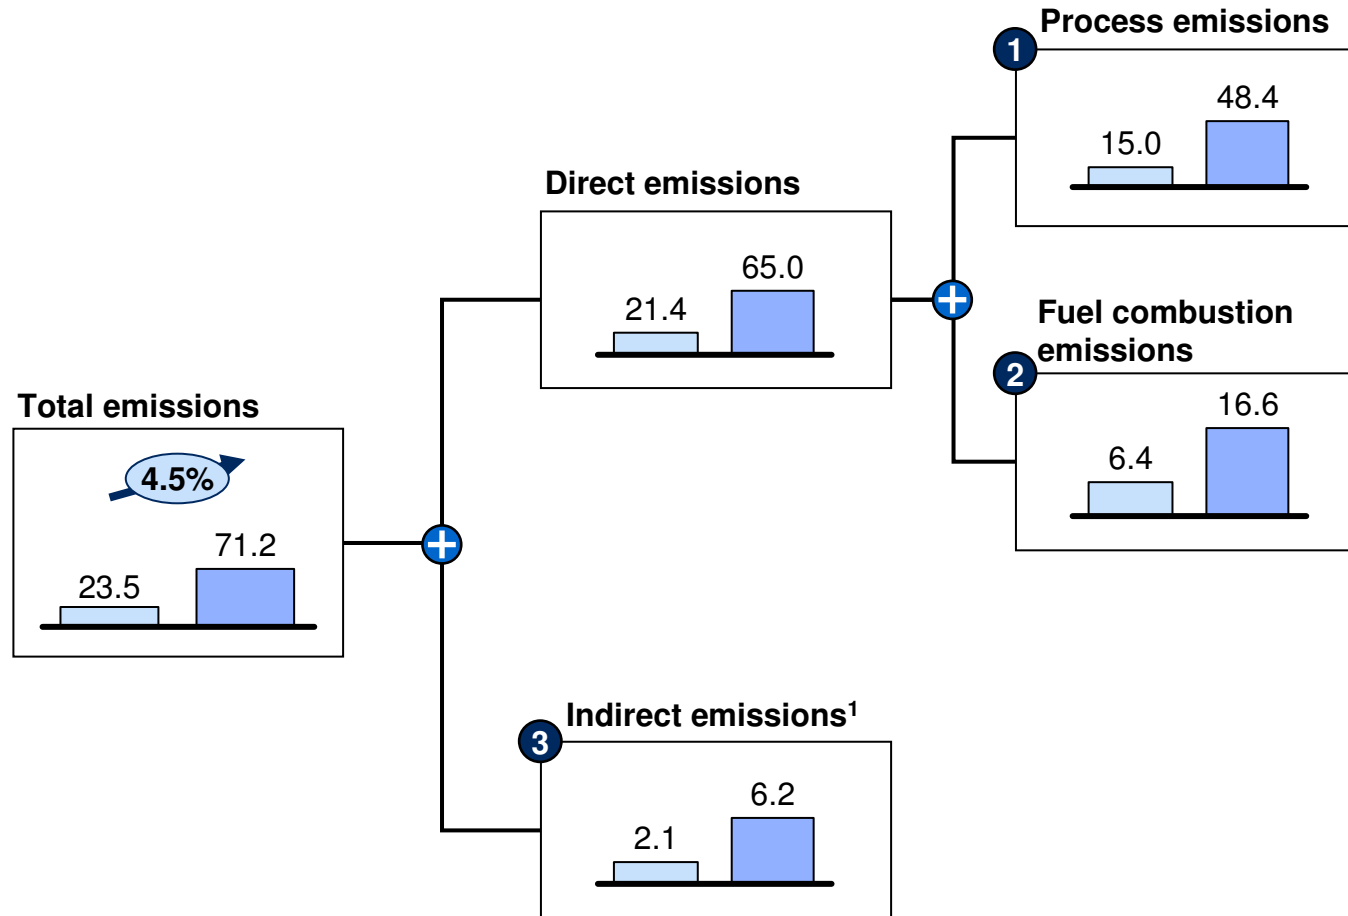 Process emissions
1
15.0
48.4
Direct emissions
21.4
65.0
Fuel combustion
emissions
2
6.4
16.6
Total emissions
4.5%
23.5
71.2
Indirect emissions¹
3
2.1
6.2